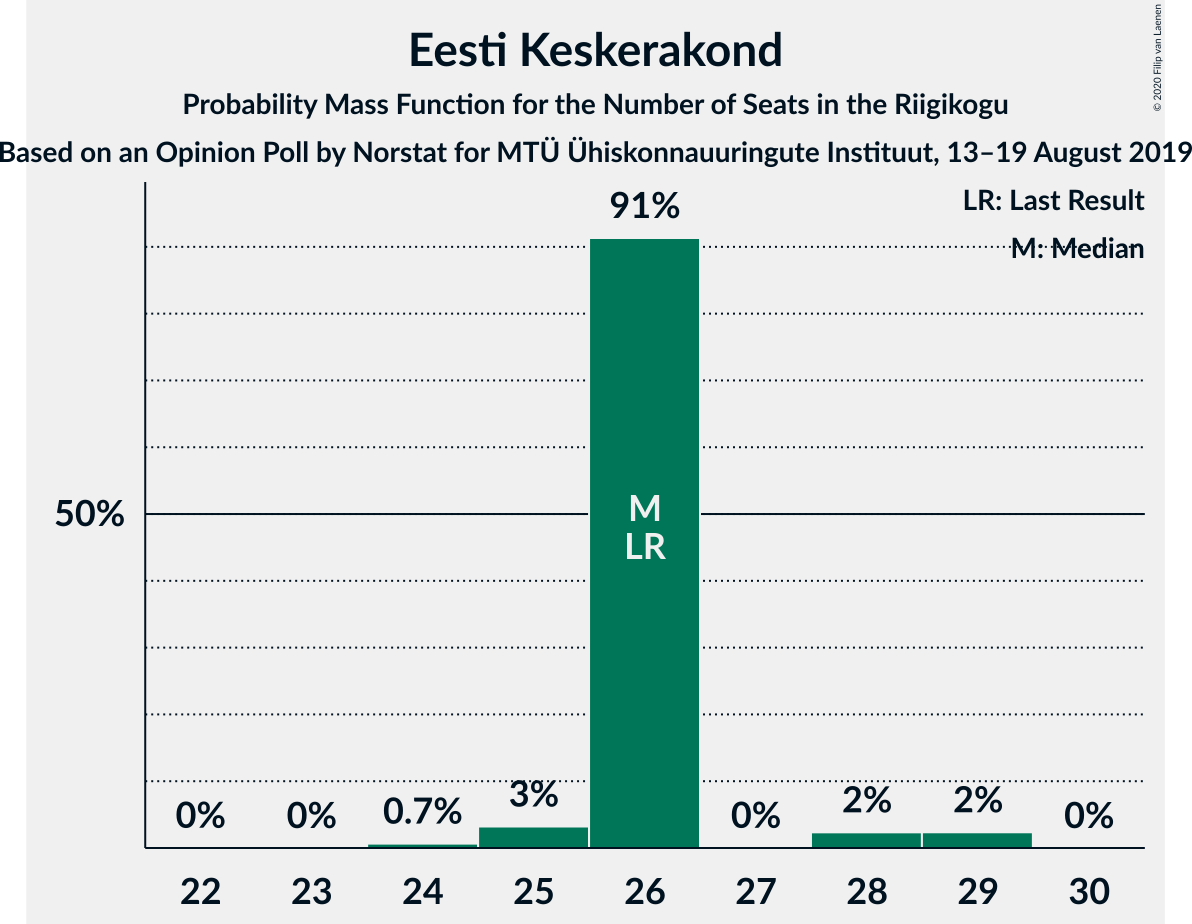 Eesti Keskerakond
Probability Mass Function for the Number of Seats in the Riigikogu
Based on an Opinion Poll by Norstat for MTÜ Ühiskonnauuringute Instituut, 13–19 August 2019
© 2020 Filip van Laenen
LR: Last Result
M: Median
91%
50%
M
LR
0% 0% 0.7% 3% 0% 2% 2% 0%
22 23 24 25 26 27 28 29 30